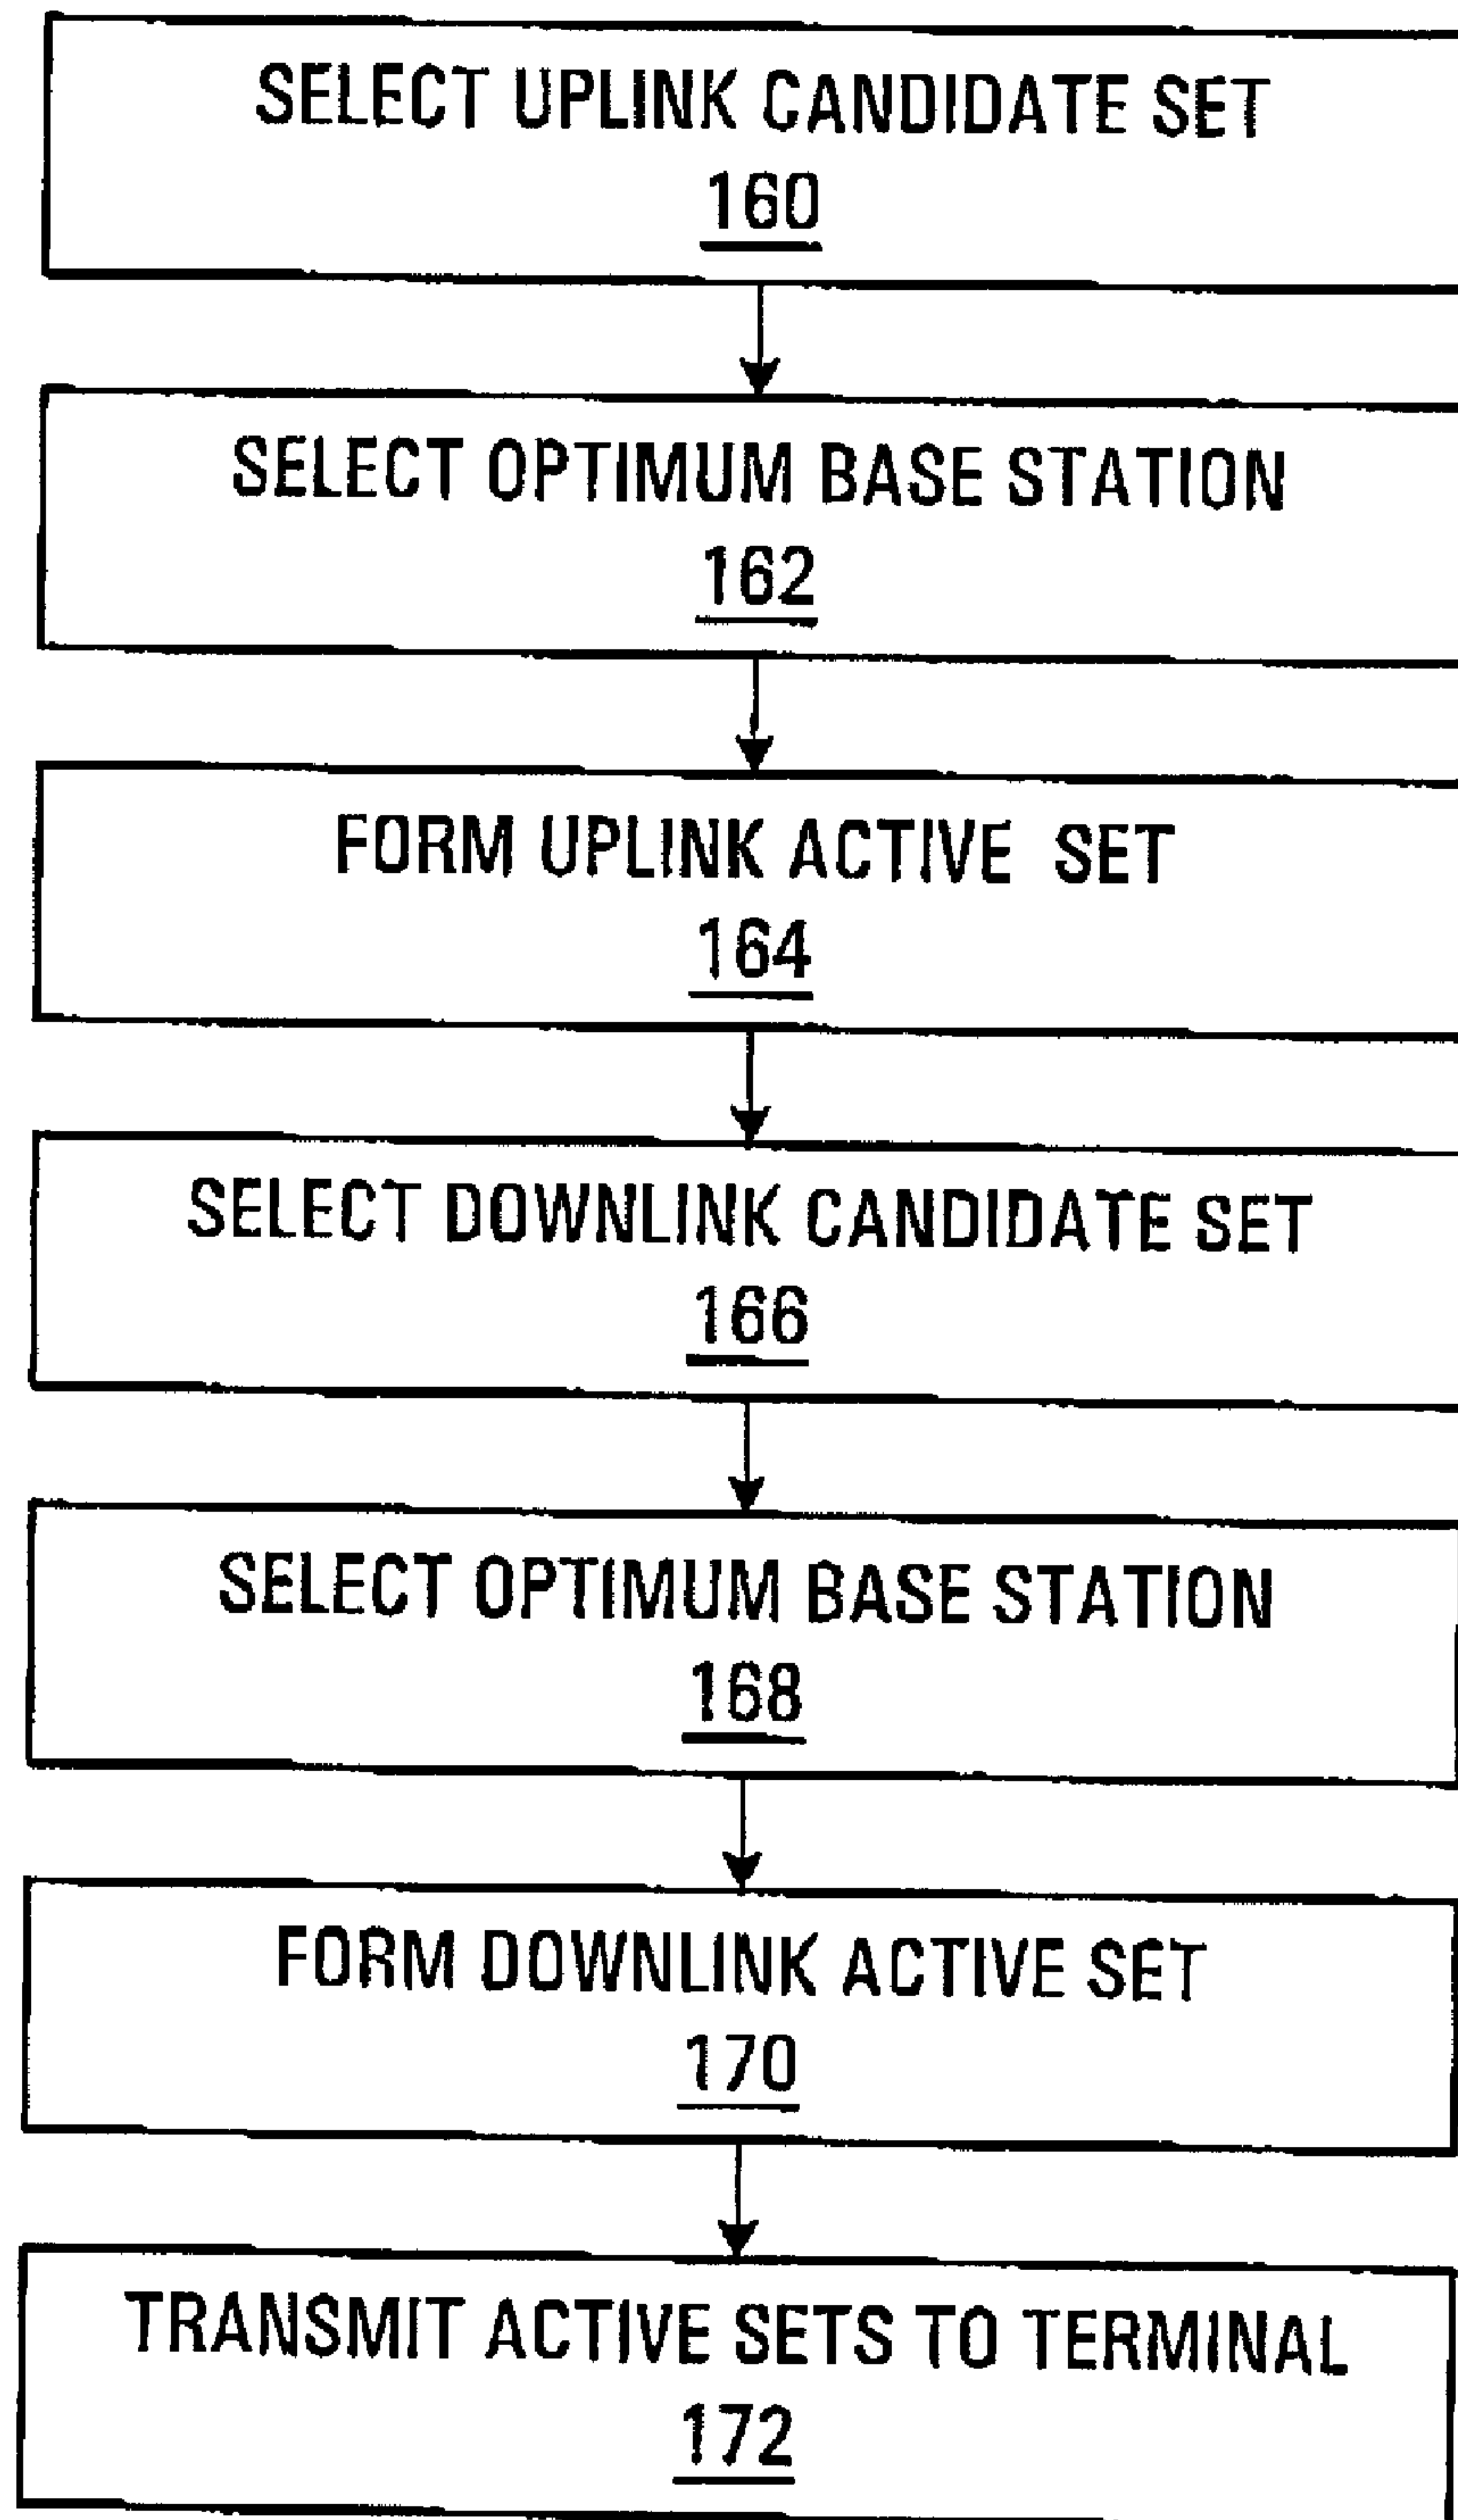 SELECT UPLINK CANDIDATE SET
160
SELECT OPTIMUM BASE STATION
162
FORM UPLINK ACTIVE SET
164
SELECT DOWNLINK CANDIDATE SET
166
SELECT OPTIMUM BASE STATION
168
FORM DOWNLINK ACTIVE SET
170
TRANSMIT ACTIVE SETS TO TERMINAL
172